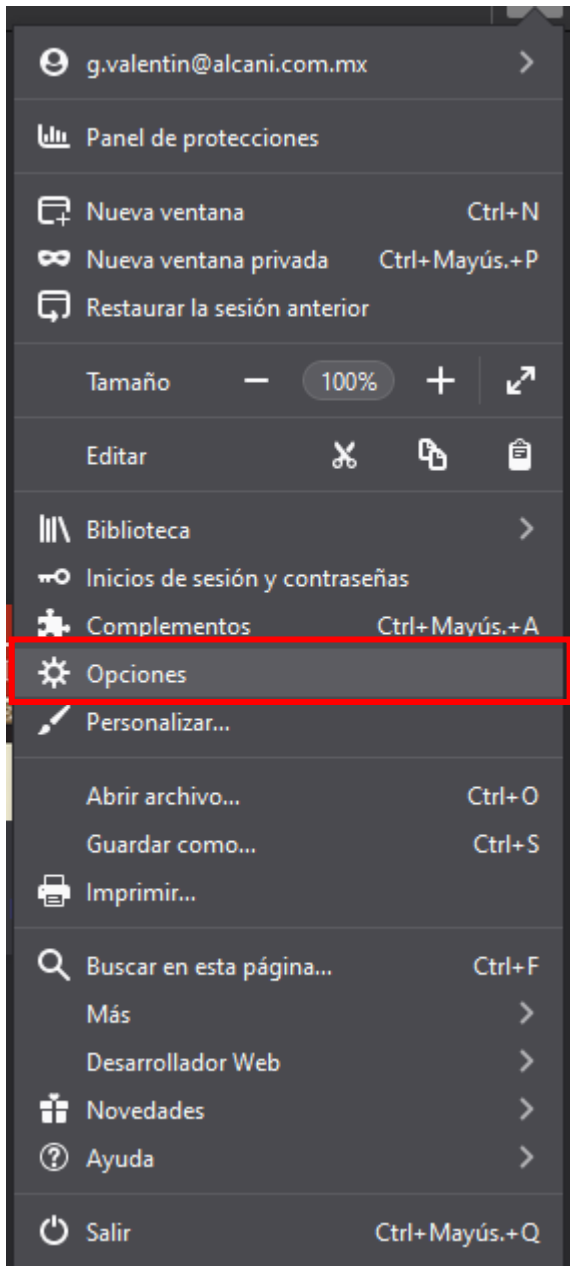 g.valentin@alcani.com.mx
Panel de protecciones
Nueva ventana Ctrl+N
Nueva ventana privada Ctrl+Mayús.+P
Restaurar la sesión anterior
Tamaño 100%
Editar
Biblioteca
Inicios de sesión y contraseñas
Complementos Ctrl+Mayús.+A
Opciones
Personalizar...
Abrir archivo... Ctrl+O
Guardar como... Ctrl+S
Imprimir...
Buscar en esta página... Ctrl+F
Más
Desarrollador Web
Novedades
Ayuda
Salir Ctrl+Mayús.+Q